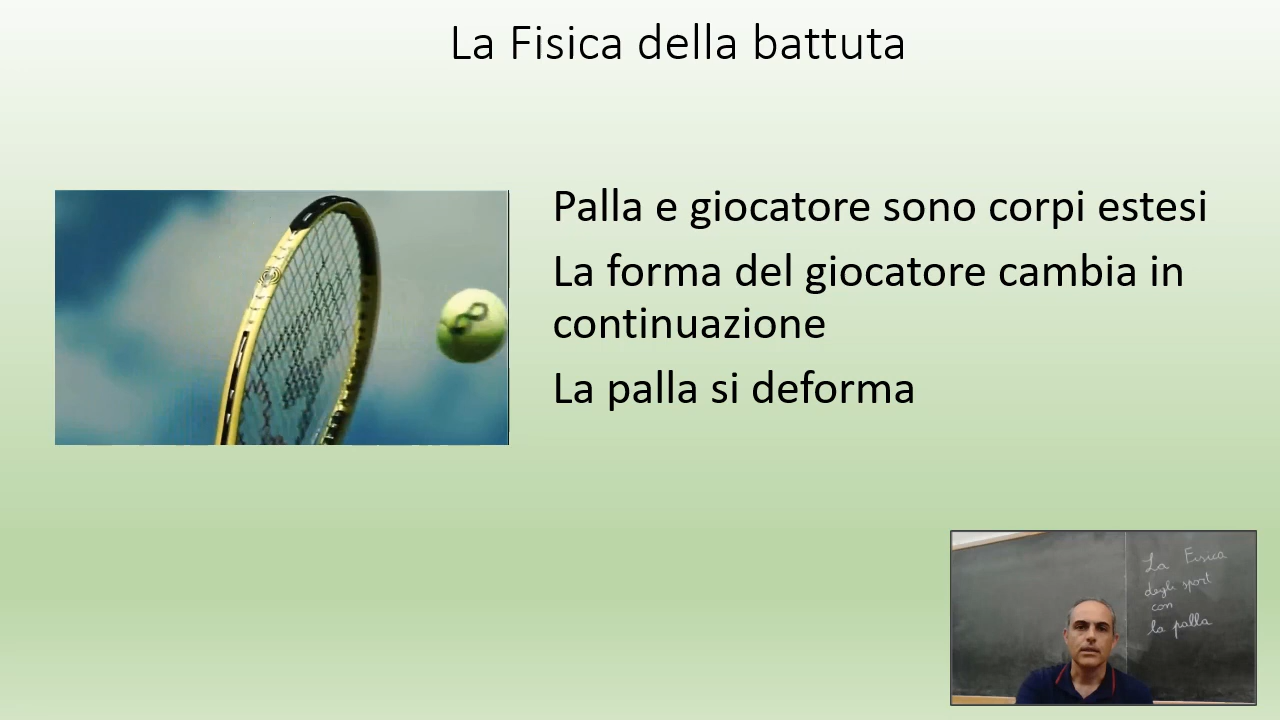 La Fisica della battuta
Palla e giocatore sono corpi estesi
La forma del giocatore cambia in
continuazione
La palla si deforma
La Fisica
degli sport
con
la palla